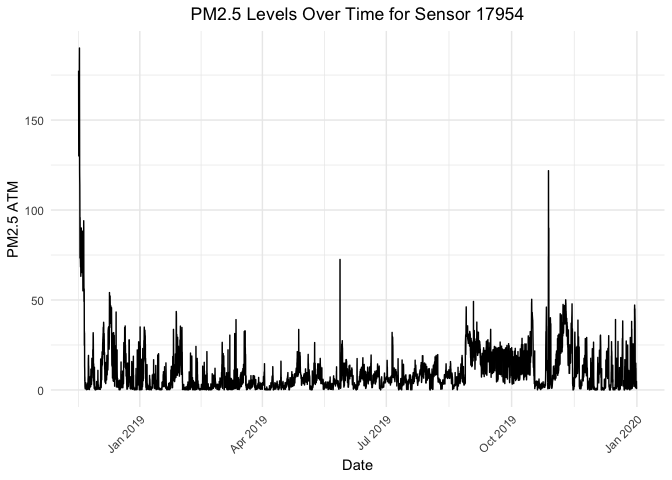 PM2.5 Levels Over Time for Sensor 17954
PM2.5 ATM
150
100
50
0
Jan 2019
Apr 2019
Jul 2019
Oct 2019
Jan 2020
Date